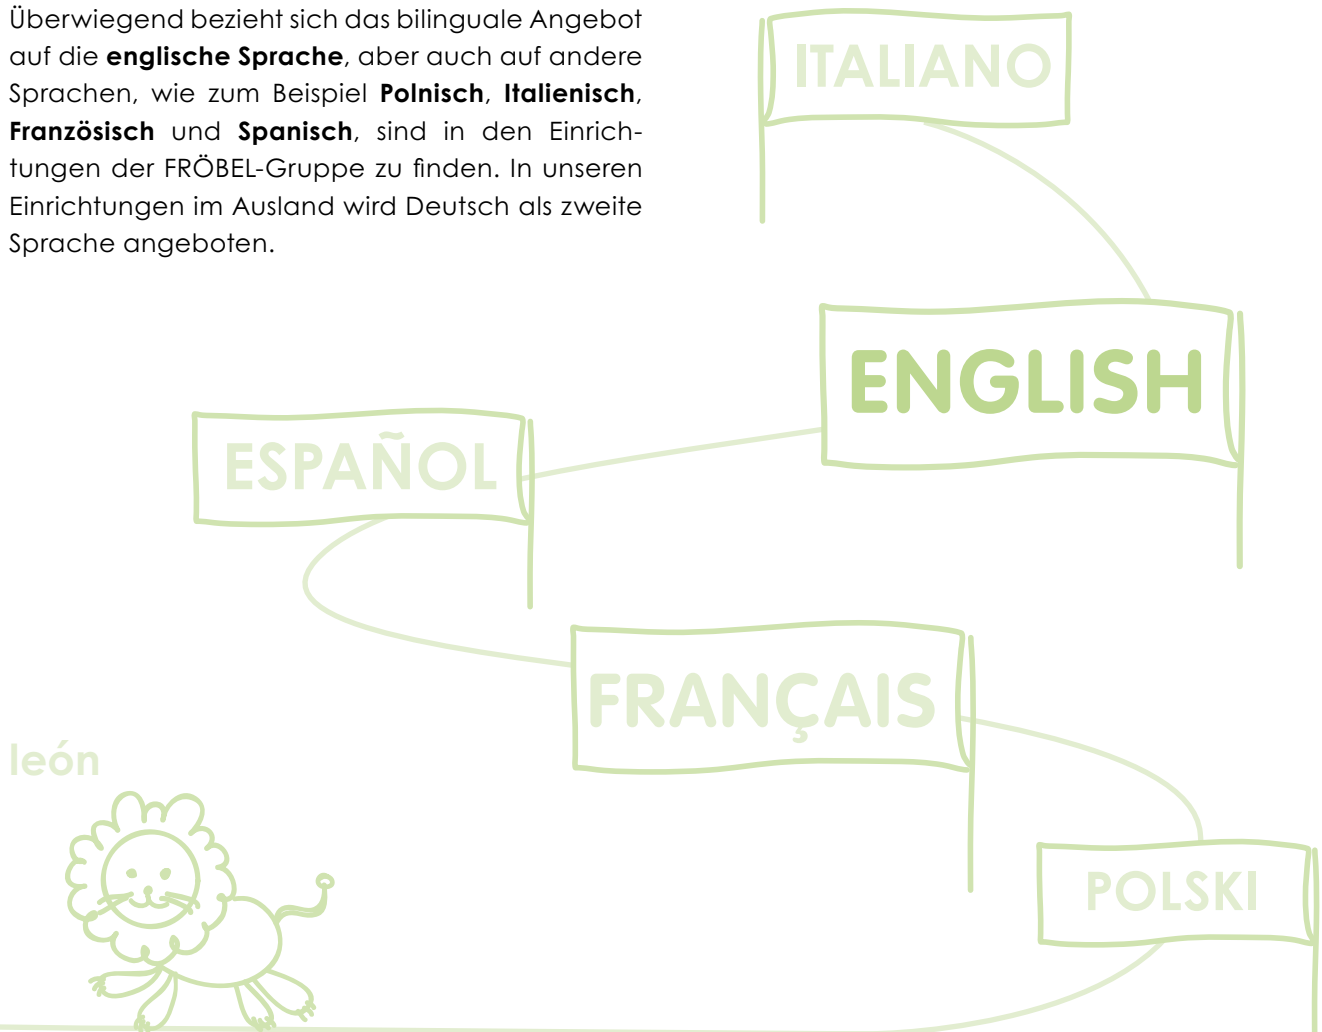 Überwiegend bezieht sich das bilinguale Angebot
auf die englische Sprache, aber auch auf andere
Sprachen, wie zum Beispiel Polnisch, Italienisch,
Französisch und Spanisch, sind in den Einrich-
tungen der FRÖBEL-Gruppe zu finden. In unseren
Einrichtungen im Ausland wird Deutsch als zweite
Sprache angeboten.
ITALIANO
ENGLISH
ESPAÑOL
FRANÇAIS
león
POLSKI